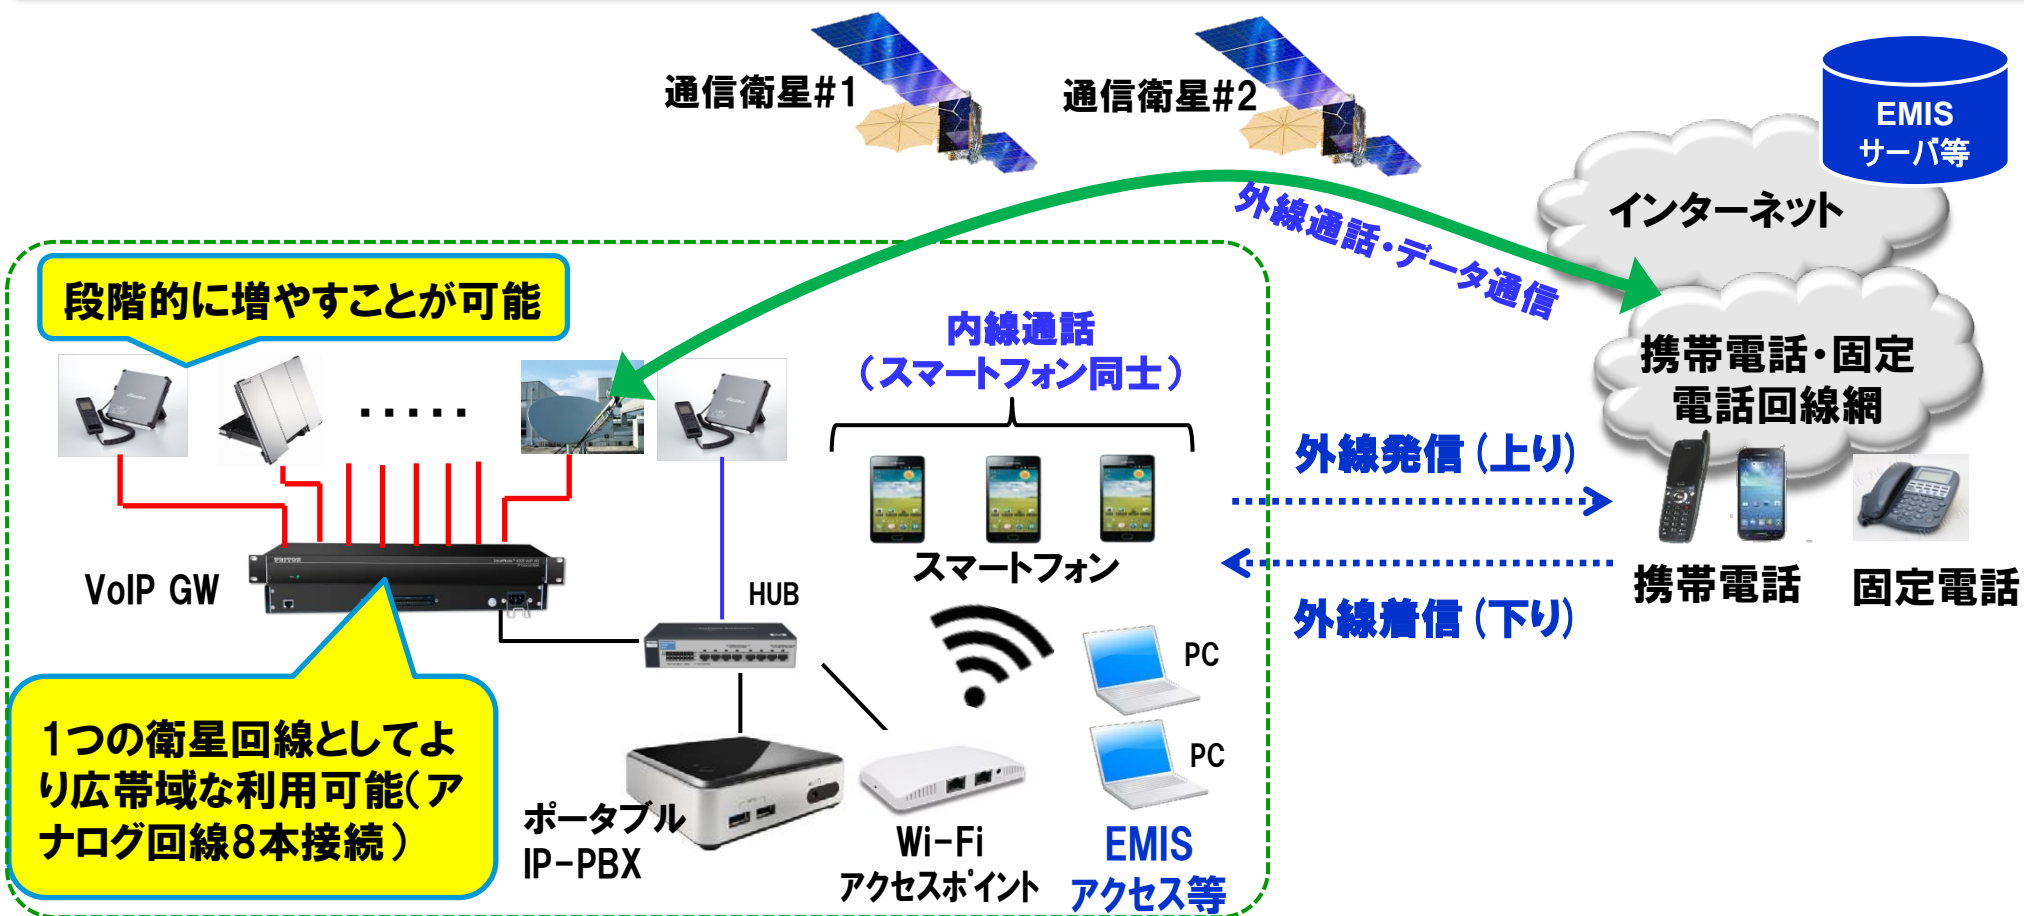 通信衛星#1
通信衛星#2
EMIS
サーバ等
インターネット
外線通話・データ通信
段階的に増やすことが可能
内線通話
（スマートフォン同士）
携帯電話・固定
電話回線網
・・・・・
外線発信(上り)
スマートフォン
外線着信(下り)
携帯電話
固定電話
VoIP GW
PATTON
HUB
PC
PC
1つの衛星回線としてよ
り広帯域な利用可能(ア
ナログ回線8本接続)
ポータブル
IP-PBX
Wi-Fi
アクセスポイント
EMIS
アクセス等